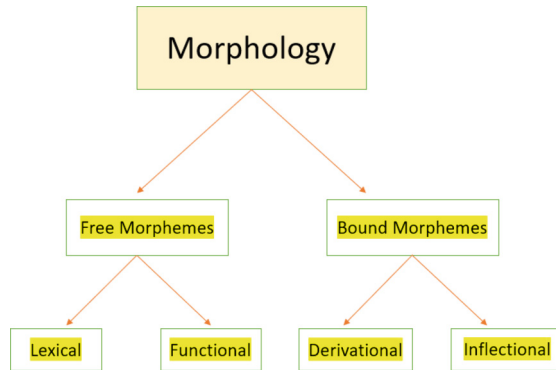 Morphology
Free Morphemes
Bound Morphemes
Lexical
Functional
Derivational
Inflectional